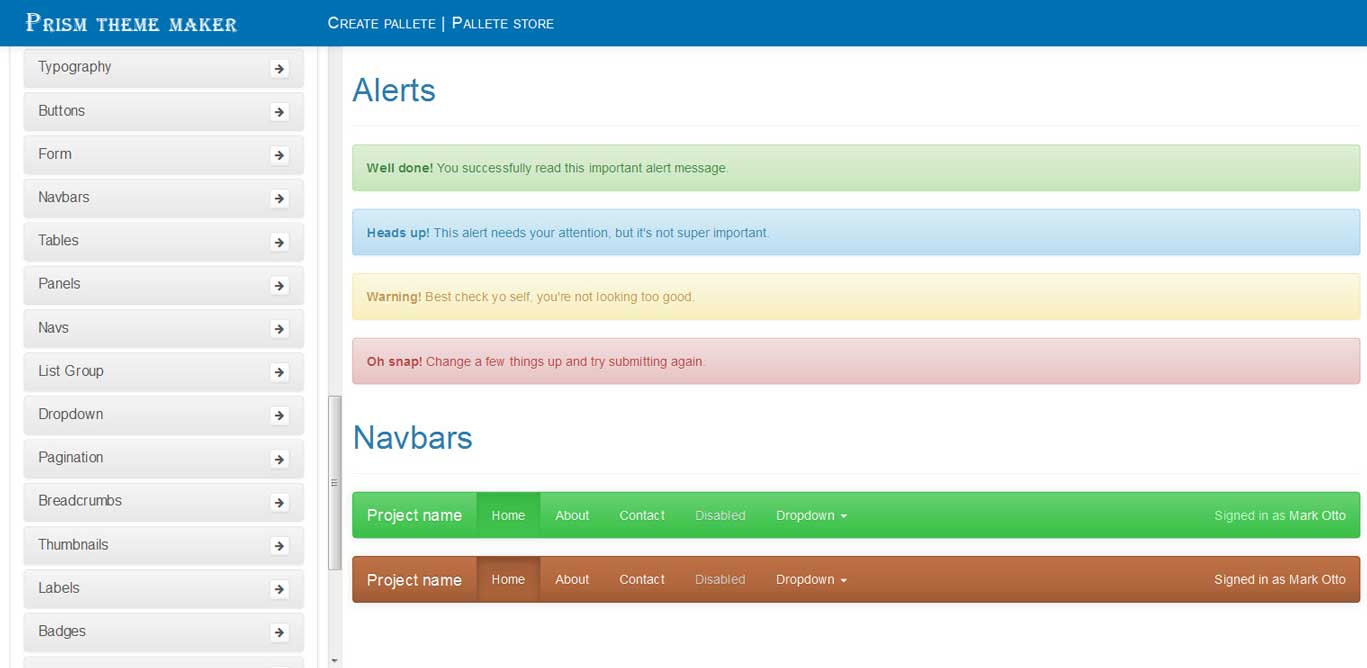 Prism theme maker
Create pallete | Pallete store
Typography
Buttons
Form
Navbars
Tables
Panels
Navs
List Group
Dropdown
Pagination
Breadcrumbs
Thumbnails
Labels
Badges
Alerts
Well done! You successfully read this important alert message.
Heads up! This alert needs your attention, but it's not super important.
Warning! Best check yo self, you're not looking too good.
Oh snap! Change a few things up and try submitting again.
Navbars
Project name Home About Contact Disabled Dropdown Signed in as Mark Otto
Project name Home About Contact Disabled Dropdown Signed in as Mark Otto